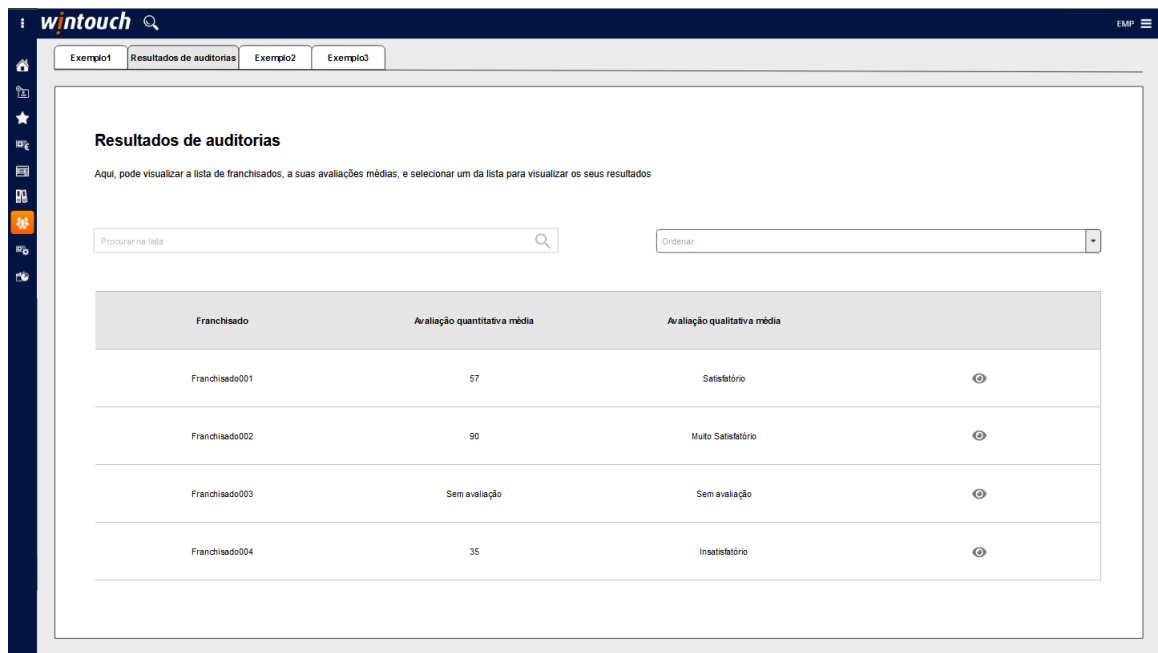 wintouch
EMP
Exemplo1 Resultados de auditorias Exemplo2 Exemplo3
Resultados de auditorias
Aqui, pode visualizar a lista de franchisados, a suas avaliações médias, e selecionar um da lista para visualizar os seus resultados
Procurar na lista Ordenar
Franchisado Avaliação quantitativa média Avaliação qualitativa média
Franchisado001 57 Satisfatório
Franchisado002 90 Muito Satisfatório
Franchisado003 Sem avaliação Sem avaliação
Franchisado004 35 Insatisfatório